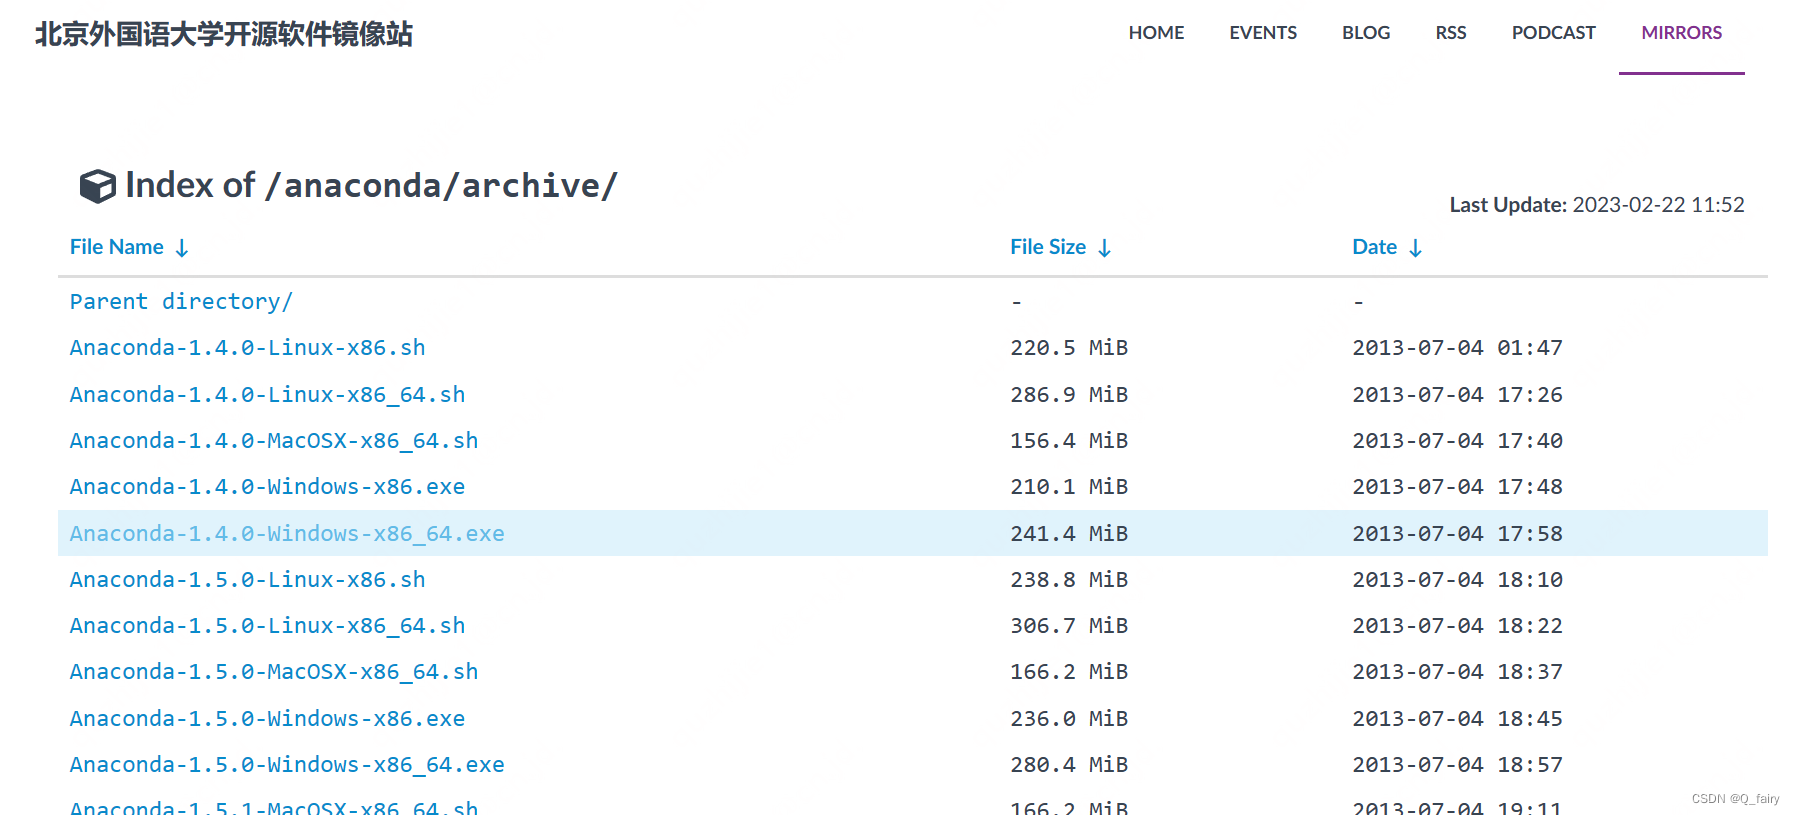 北京外国语大学开源软件镜像站 HOME EVENTS BLOG RSS PODCAST MIRRORS
Index of /anaconda/archive/
Last Update: 2023-02-22 11:52
File Name ↓ File Size ↓ Date ↓
Parent directory/ - -
Anaconda-1.4.0-Linux-x86.sh 220.5 MiB 2013-07-04 01:47
Anaconda-1.4.0-Linux-x86_64.sh 286.9 MiB 2013-07-04 17:26
Anaconda-1.4.0-MacOSX-x86_64.sh 156.4 MiB 2013-07-04 17:40
Anaconda-1.4.0-Windows-x86.exe 210.1 MiB 2013-07-04 17:48
Anaconda-1.4.0-Windows-x86_64.exe 241.4 MiB 2013-07-04 17:58
Anaconda-1.5.0-Linux-x86.sh 238.8 MiB 2013-07-04 18:10
Anaconda-1.5.0-Linux-x86_64.sh 306.7 MiB 2013-07-04 18:22
Anaconda-1.5.0-MacOSX-x86_64.sh 166.2 MiB 2013-07-04 18:37
Anaconda-1.5.0-Windows-x86.exe 236.0 MiB 2013-07-04 18:45
Anaconda-1.5.0-Windows-x86_64.exe 280.4 MiB 2013-07-04 18:57
Anaconda-1.5.1-MacOSX-x86_64.sh 166.2 MiB 2013-07-04 19:11
CSDN @Q_fairy